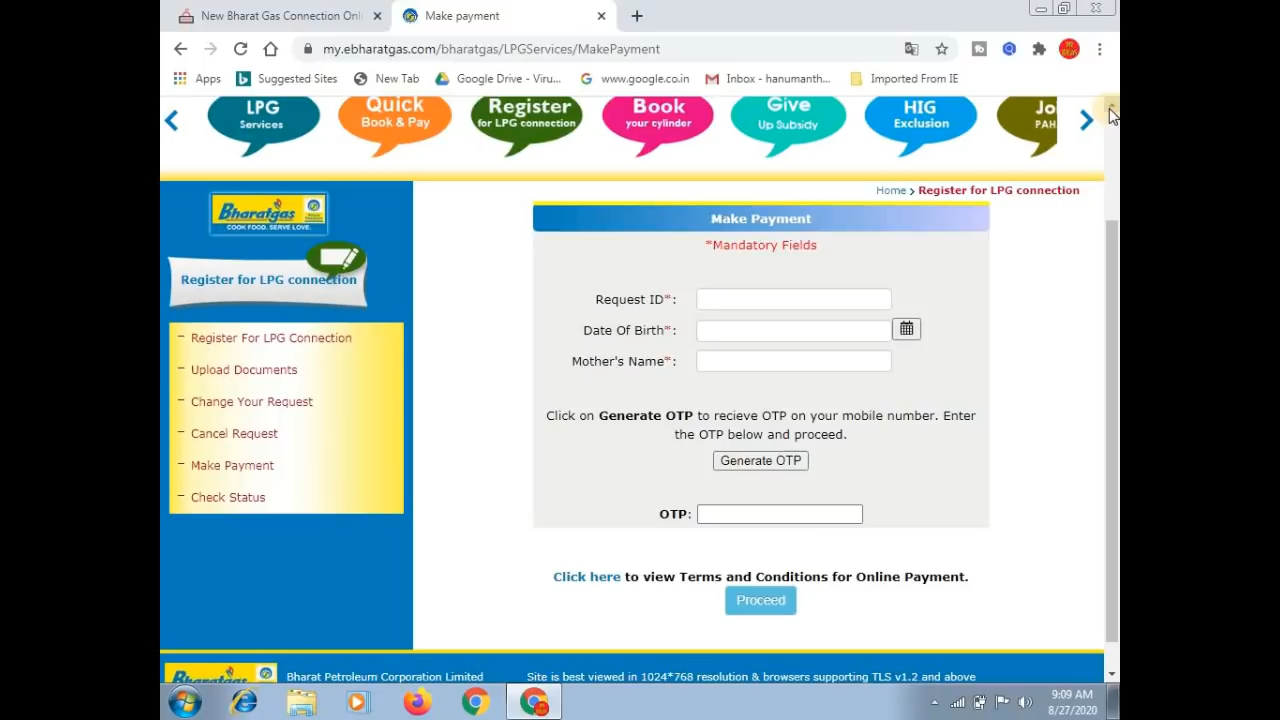 New Bharat Gas Connection Onli
Make payment
my.ebharatgas.com/bharatgas/LPGServices/MakePayment
Apps
Suggested Sites
New Tab
Google Drive - Viru...
www.google.co.in
Inbox - hanumanth...
Imported From IE
LPG
Services
Quick
Book & Pay
Register
for LPG connection
Book
your cylinder
Give
Up Subsidy
HIG
Exclusion
Jo
PAH
Home > Register for LPG connection
Bharatgas
COOK FOOD. SERVE LOVE.
Register for LPG connection
Register For LPG Connection
Upload Documents
Change Your Request
Cancel Request
Make Payment
Check Status
Make Payment
*Mandatory Fields
Request ID*:
Date Of Birth*:
Mother's Name*:
Click on Generate OTP to recieve OTP on your mobile number. Enter
the OTP below and proceed.
Generate OTP
OTP:
Click here to view Terms and Conditions for Online Payment.
Proceed
Bharatgas
Bharat Petroleum Corporation Limited
Site is best viewed in 1024*768 resolution & browsers supporting TLS v1.2 and above
9:09 AM
8/27/2020